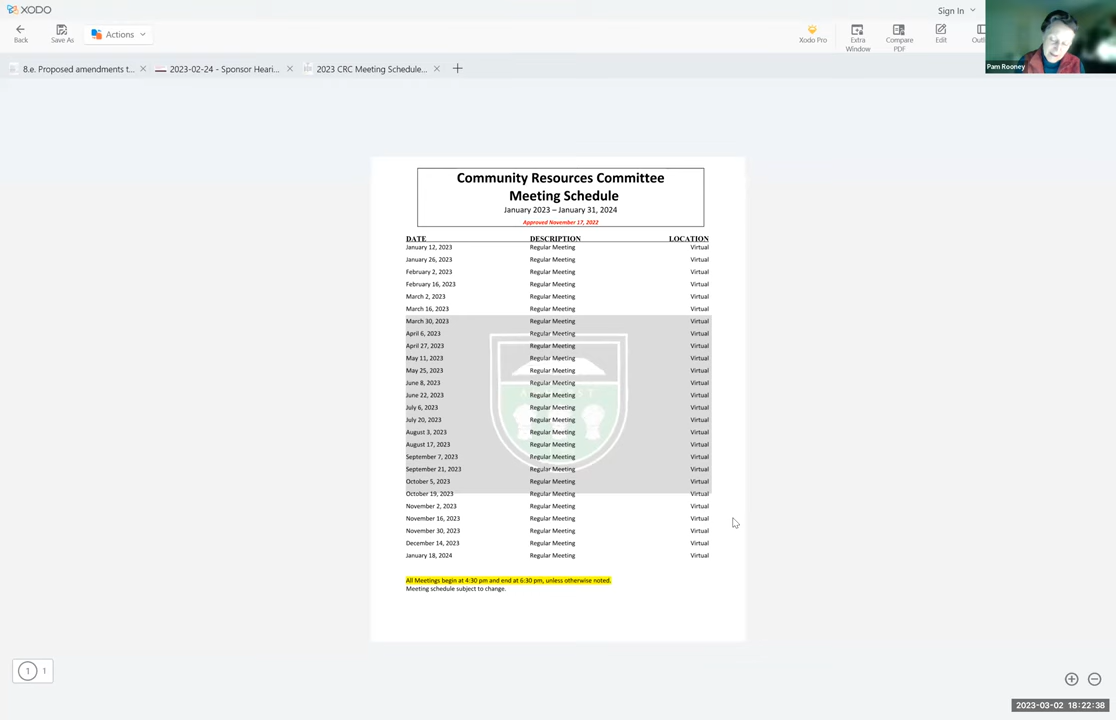 XODO
Sign In
Back
Save As
Actions
Xodo Pro
Extra Window
Compare PDF
Edit
Pam Rooney
8.e. Proposed amendments t...
2023-02-24 - Sponsor Heari...
2023 CRC Meeting Schedule...
Community Resources Committee
Meeting Schedule
January 2023 – January 31, 2024
Approved November 17, 2022
DATE DESCRIPTION LOCATION
January 12, 2023 Regular Meeting Virtual
January 26, 2023 Regular Meeting Virtual
February 2, 2023 Regular Meeting Virtual
February 16, 2023 Regular Meeting Virtual
March 2, 2023 Regular Meeting Virtual
March 16, 2023 Regular Meeting Virtual
March 30, 2023 Regular Meeting Virtual
April 6, 2023 Regular Meeting Virtual
April 27, 2023 Regular Meeting Virtual
May 11, 2023 Regular Meeting Virtual
May 25, 2023 Regular Meeting Virtual
June 8, 2023 Regular Meeting Virtual
June 22, 2023 Regular Meeting Virtual
July 6, 2023 Regular Meeting Virtual
July 20, 2023 Regular Meeting Virtual
August 3, 2023 Regular Meeting Virtual
August 17, 2023 Regular Meeting Virtual
September 7, 2023 Regular Meeting Virtual
September 21, 2023 Regular Meeting Virtual
October 5, 2023 Regular Meeting Virtual
October 19, 2023 Regular Meeting Virtual
November 2, 2023 Regular Meeting Virtual
November 16, 2023 Regular Meeting Virtual
November 30, 2023 Regular Meeting Virtual
December 14, 2023 Regular Meeting Virtual
January 18, 2024 Regular Meeting Virtual
All Meetings begin at 4:30 pm and end at 6:30 pm, unless otherwise noted.
Meeting schedule subject to change.
1 1
2023-03-02 18:22:38